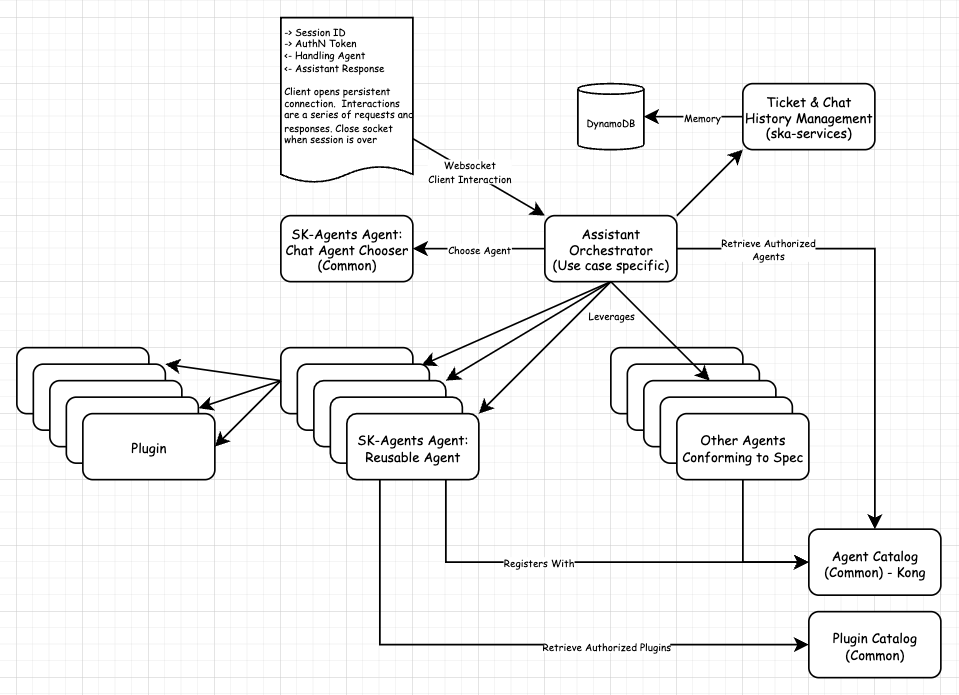 -> Session ID
-> AuthN Token
<- Handling Agent
<- Assistant Response
Client opens persistent
connection. Interactions
are a series of requests and
responses. Close socket
when session is over
Websocket
Client Interaction
DynamoDB
Memory
Ticket & Chat
History Management
(ska-services)
SK-Agents Agent:
Chat Agent Chooser
(Common)
Choose Agent
Assistant
Orchestrator
(Use case specific)
Retrieve Authorized
Agents
Leverages
Plugin
SK-Agents Agent:
Reusable Agent
Other Agents
Conforming to Spec
Registers With
Agent Catalog
(Common) - Kong
Retrieve Authorized Plugins
Plugin Catalog
(Common)